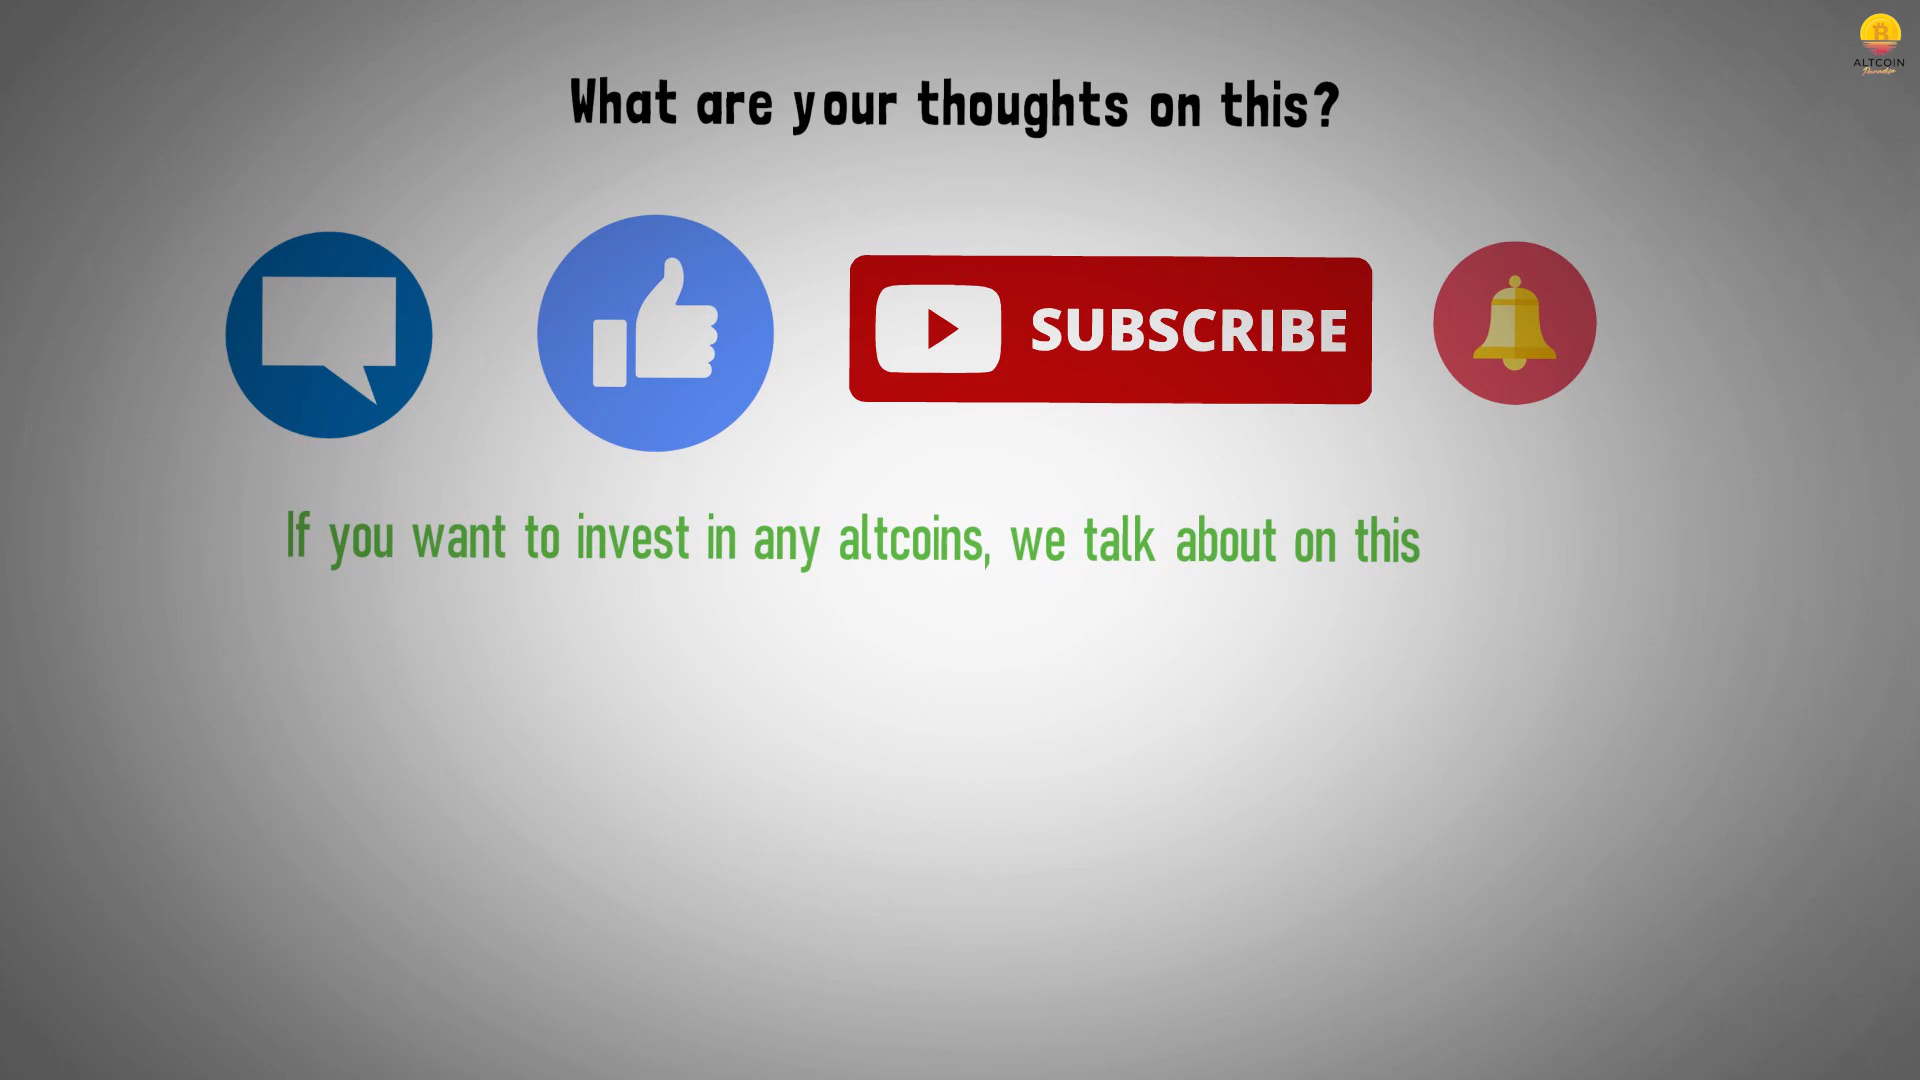 ALTCOIN
Paradise
What are your thoughts on this?
SUBSCRIBE
If you want to invest in any altcoins, we talk about on this